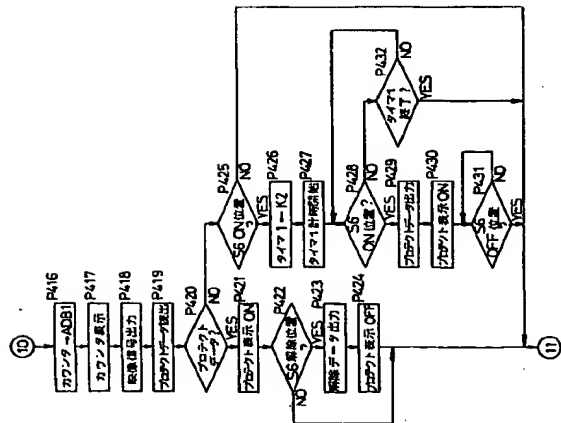 10
P416
カウンタ→ADB1
P417
カウンタ表示
P418
映像信号出力
P419
プロテクトデータ検出
P420
プロテクト
データ?
NO
YES
P421
プロテクト表示 ON
P422
S6解除位置
?
NO
YES
P423
解除データ出力
P424
プロテクト表示 OFF
P425
S6 ON位置
?
NO
YES
P426
タイマ1←K2
P427
タイマ1計時開始
P428
S6
ON位置?
NO
YES
P429
プロテクトデータ出力
P430
プロテクト表示ON
P431
S6
OFF位置
?
NO
YES
P432
タイマ1
終了?
NO
YES
11